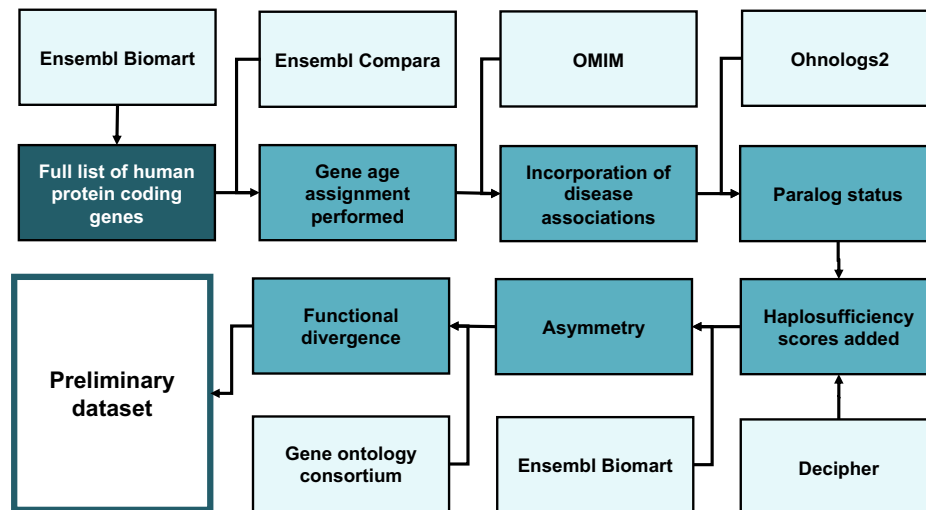 Ensembl Biomart
Ensembl Compara
OMIM
Ohnologs2
Full list of human
protein coding
genes
Gene age
assignment
performed
Incorporation of
disease
associations
Paralog status
Preliminary
dataset
Functional
divergence
Asymmetry
Haplosufficiency
scores added
Gene ontology
consortium
Ensembl Biomart
Decipher